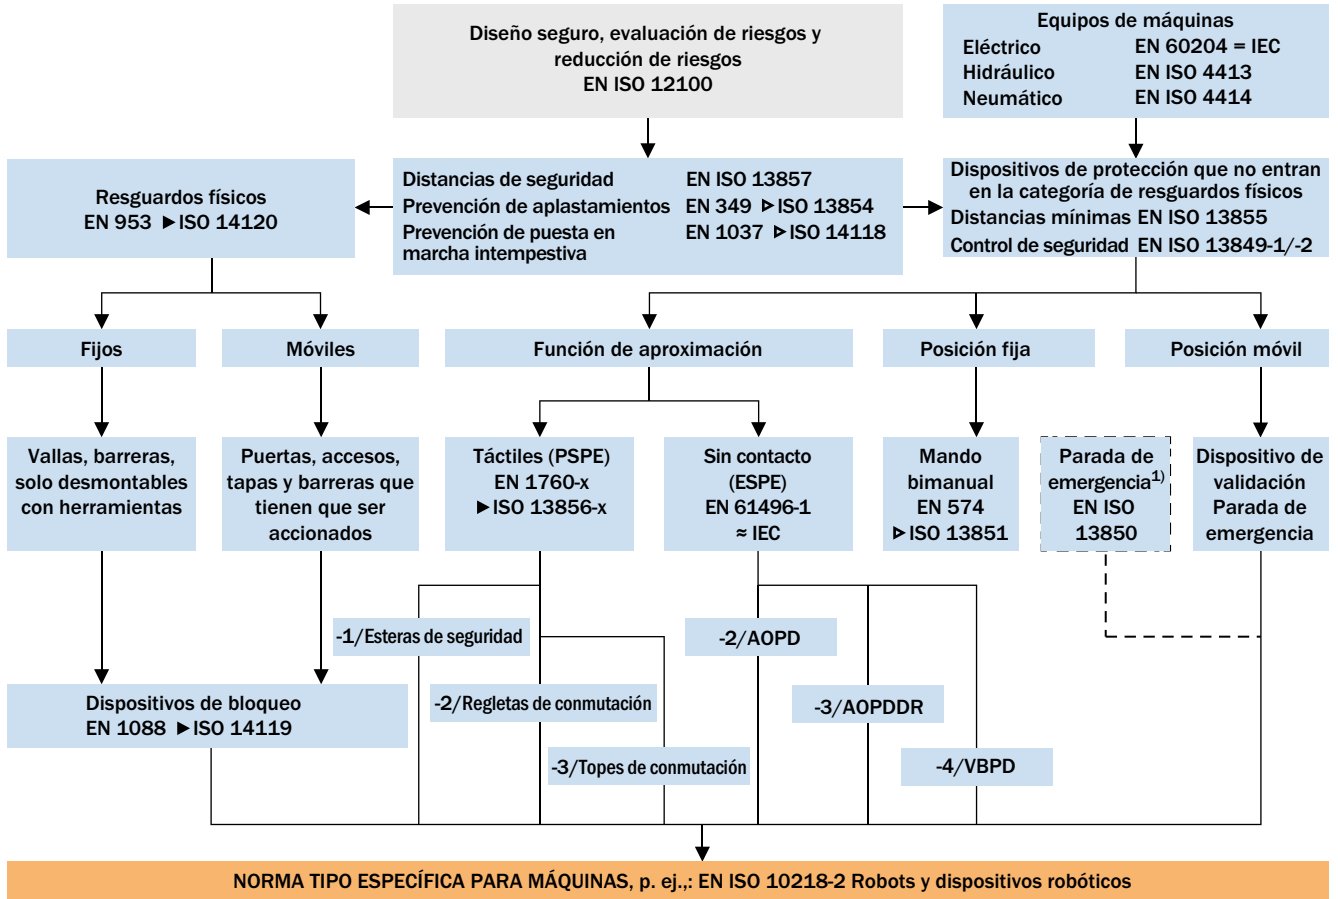 Diseño seguro, evaluación de riesgos y
reducción de riesgos
EN ISO 12100
Equipos de máquinas
Eléctrico EN 60204 = IEC
Hidráulico EN ISO 4413
Neumático EN ISO 4414
Resguardos físicos
EN 953 ►ISO 14120
Distancias de seguridad EN ISO 13857
Prevención de aplastamientos EN 349 ▷ISO 13854
Prevención de puesta en EN 1037 ▷ISO 14118
marcha intempestiva
Dispositivos de protección que no entran
en la categoría de resguardos físicos
Distancias mínimas EN ISO 13855
Control de seguridad EN ISO 13849-1/-2
Fijos
Móviles
Función de aproximación
Posición fija
Posición móvil
Vallas, barreras,
solo desmontables
con herramientas
Puertas, accesos,
tapas y barreras que
tienen que ser
accionados
Táctiles (PSPE)
EN 1760-x
►ISO 13856-x
Sin contacto
(ESPE)
EN 61496-1
≈ IEC
Mando
bimanual
EN 574
▷ISO 13851
Parada de
emergencia1)
EN ISO
13850
Dispositivo de
validación
Parada de
emergencia
-1/Esteras de seguridad
-2/AOPD
-2/Regletas de conmutación
-3/AOPDDR
Dispositivos de bloqueo
EN 1088 ►ISO 14119
-3/Topes de conmutación
-4/VBPD
NORMA TIPO ESPECÍFICA PARA MÁQUINAS, p. ej.,: EN ISO 10218-2 Robots y dispositivos robóticos